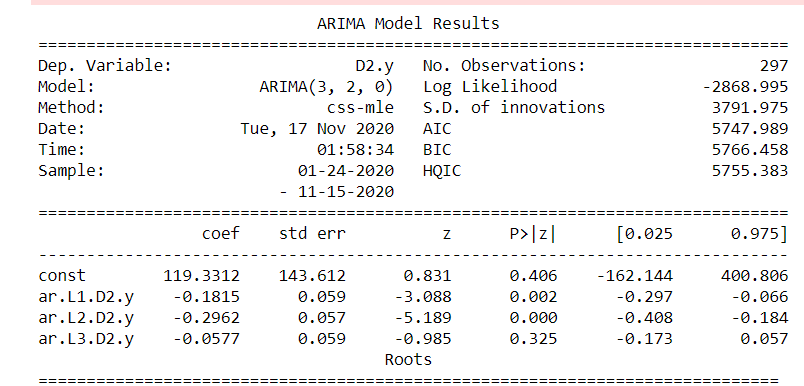 ARIMA Model Results
==============================================================================
Dep. Variable: D2.y No. Observations: 297
Model: ARIMA(3, 2, 0) Log Likelihood -2868.995
Method: css-mle S.D. of innovations 3791.975
Date: Tue, 17 Nov 2020 AIC 5747.989
Time: 01:58:34 BIC 5766.458
Sample: 01-24-2020 HQIC 5755.383
- 11-15-2020
==============================================================================
coef std err z P>|z| [0.025 0.975]
------------------------------------------------------------------------------
const 119.3312 143.612 0.831 0.406 -162.144 400.806
ar.L1.D2.y -0.1815 0.059 -3.088 0.002 -0.297 -0.066
ar.L2.D2.y -0.2962 0.057 -5.189 0.000 -0.408 -0.184
ar.L3.D2.y -0.0577 0.059 -0.985 0.325 -0.173 0.057
Roots
=============================================================================